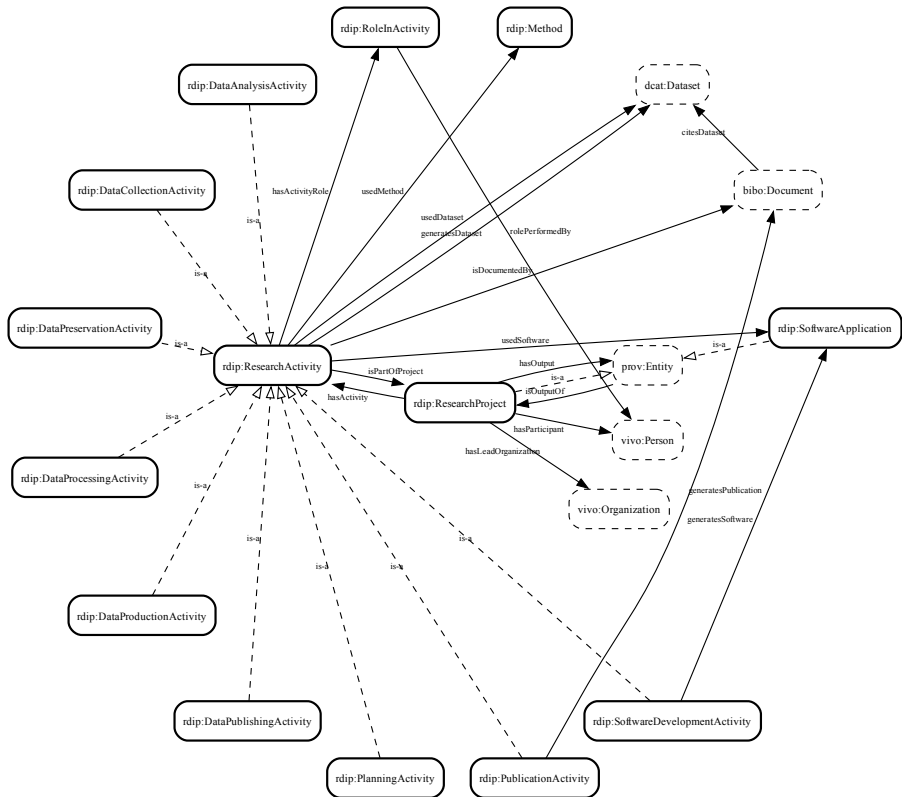 rdip:RoleInActivity
rdip:Method
rdip:DataAnalysisActivity
dcat:Dataset
citesDataset
rdip:DataCollectionActivity
hasActivityRole
usedMethod
bibo:Document
is-a
usedDataset
generatesDataset
rolePerformedBy
is-a
isDocumentedBy
rdip:DataPreservationActivity
rdip:SoftwareApplication
is-a
usedSoftware
is-a
rdip:ResearchActivity
hasOutput
prov:Entity
isPartOfProject
is-a
hasActivity
isOutputOf
rdip:ResearchProject
is-a
hasParticipant
vivo:Person
hasLeadOrganization
rdip:DataProcessingActivity
is-a
generatesPublication
vivo:Organization
generatesSoftware
is-a
is-a
is-a
is-a
rdip:DataProductionActivity
rdip:DataPublishingActivity
rdip:SoftwareDevelopmentActivity
rdip:PlanningActivity
rdip:PublicationActivity